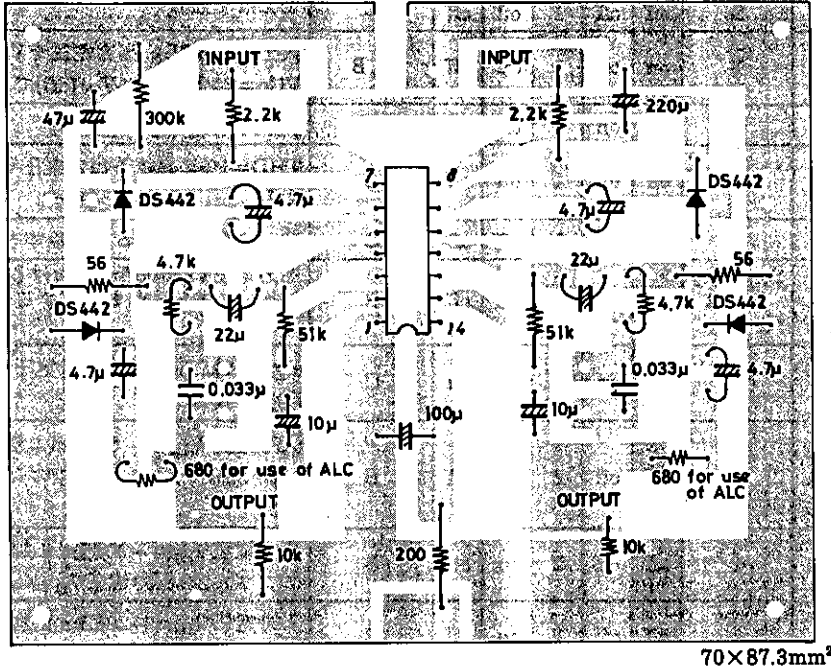 INPUT
INPUT
47μ
300k
2.2k
2.2k
220μ
7
8
DS442
4.7μ
4.7μ
DS442
56
4.7k
22μ
56
4.7k
DS442
DS442
22μ
51k
1
14
51k
4.7μ
0.033μ
0.033μ
4.7μ
10μ
100μ
10μ
680 for use of ALC
680 for use
of ALC
OUTPUT
OUTPUT
10k
200
10k
70×87.3mm²